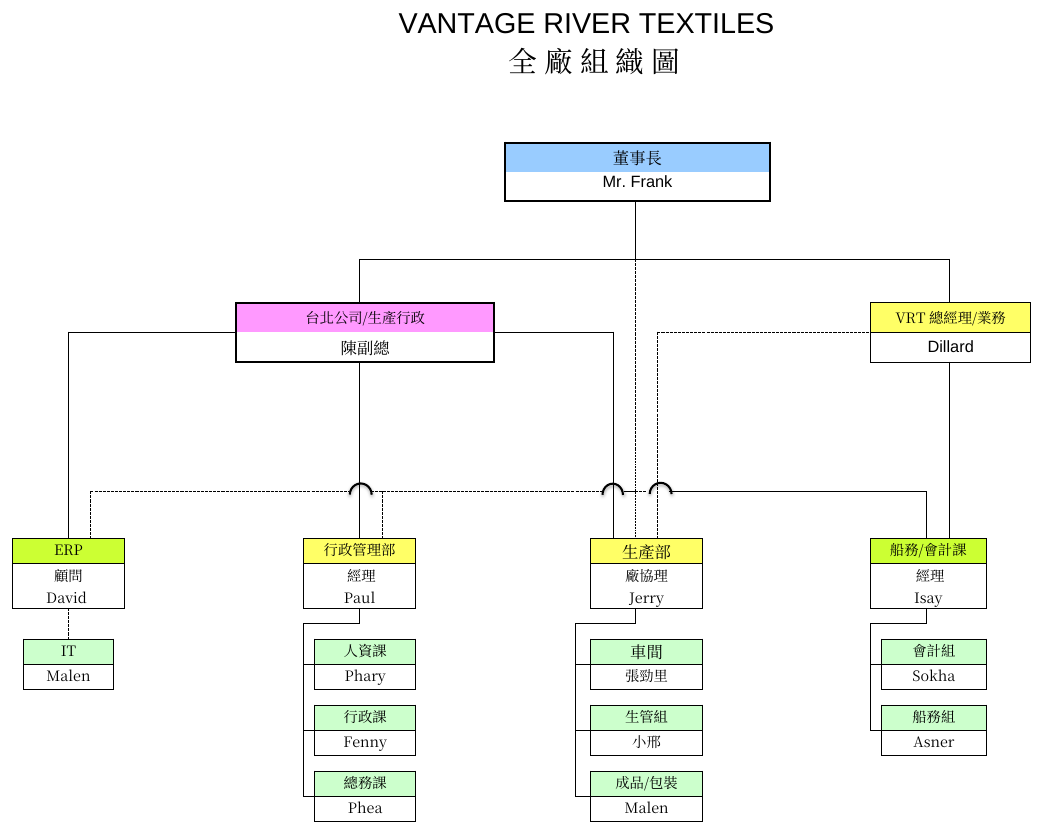 VANTAGE RIVER TEXTILES
全廠組織圖
董事長
Mr. Frank
台北公司/生產行政
陳副總
VRT 總經理/業務
Dillard
ERP
顧問
David
IT
Malen
行政管理部
經理
Paul
人資課
Phary
行政課
Fenny
總務課
Phea
生產部
廠協理
Jerry
車間
張勁里
生管組
小邢
成品/包裝
Malen
船務/會計課
經理
Isay
會計組
Sokha
船務組
Asner